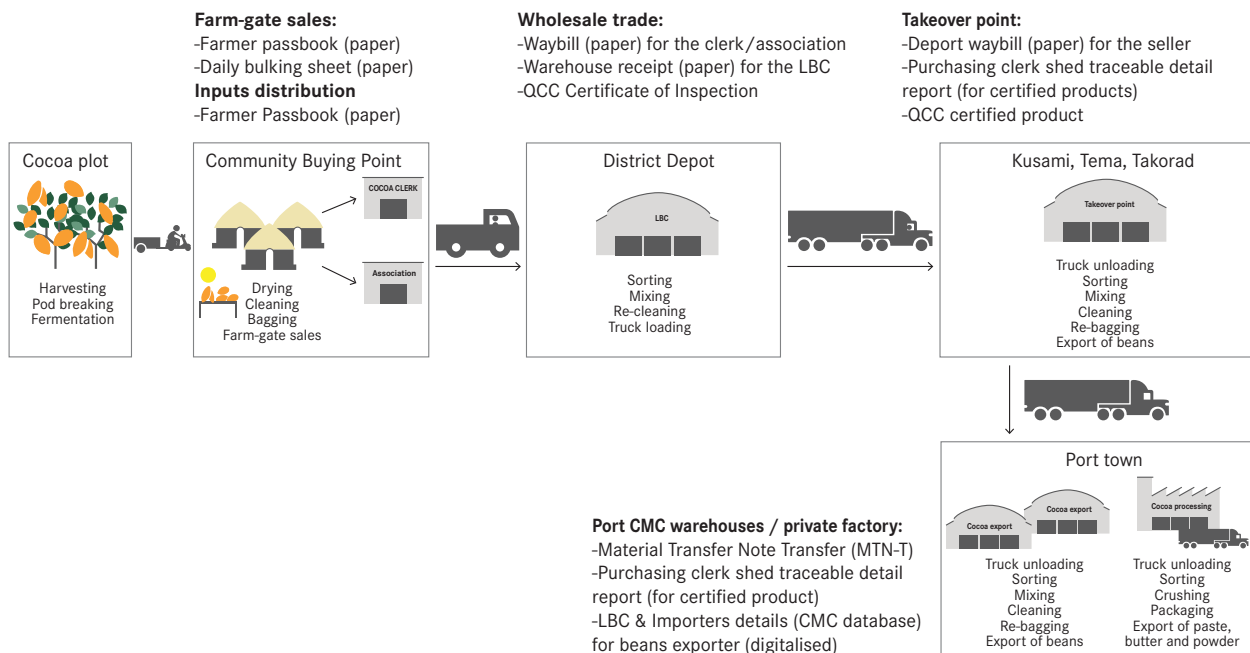 Farm-gate sales:
-Farmer passbook (paper)
-Daily bulking sheet (paper)
Inputs distribution
-Farmer Passbook (paper)
Wholesale trade:
-Waybill (paper) for the clerk/association
-Warehouse receipt (paper) for the LBC
-QCC Certificate of Inspection
Takeover point:
-Deport waybill (paper) for the seller
-Purchasing clerk shed traceable detail
report (for certified products)
-QCC certified product
Cocoa plot
Harvesting
Pod breaking
Fermentation
Community Buying Point
COCOA CLERK
Association
Drying
Cleaning
Bagging
Farm-gate sales
District Depot
LBC
Sorting
Mixing
Re-cleaning
Truck loading
Kusami, Tema, Takorad
Takeover point
Truck unloading
Sorting
Mixing
Cleaning
Re-bagging
Export of beans
Port CMC warehouses / private factory:
-Material Transfer Note Transfer (MTN-T)
-Purchasing clerk shed traceable detail
report (for certified product)
-LBC & Importers details (CMC database)
for beans exporter (digitalised)
Port town
Cocoa export
Cocoa export
Truck unloading
Sorting
Mixing
Cleaning
Re-bagging
Export of beans
Cocoa processing
Truck unloading
Sorting
Crushing
Packaging
Export of paste,
butter and powder